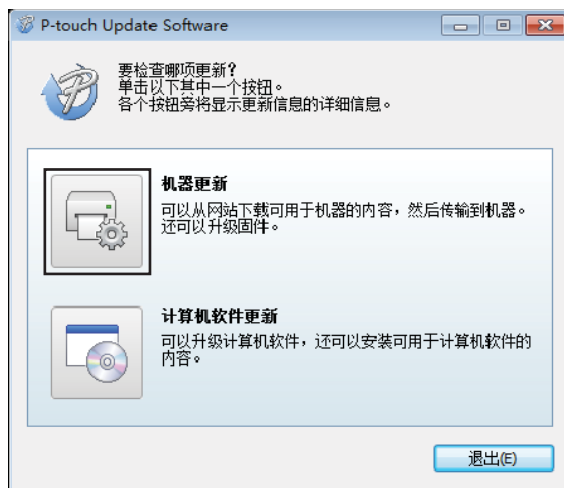 P-touch Update Software
要检查哪项更新?
单击以下其中一个按钮。
各个按钮旁将显示更新信息的详细信息。
机器更新
可以从网站下载可用于机器的内容，然后传输到机器。
还可以升级固件。
计算机软件更新
可以升级计算机软件，还可以安装可用于计算机软件的
内容。
退出(E)